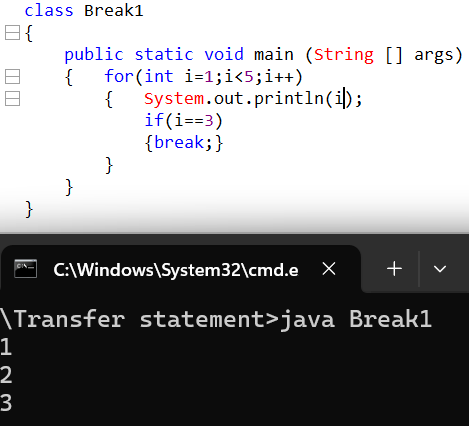 class Break1
{
public static void main (String [] args)
{ for(int i=1;i<5;i++)
{ System.out.println(i);
if(i==3)
{break;}
}
}
}
C:\Windows\System32\cmd.e
\Transfer statement>java Break1
1
2
3